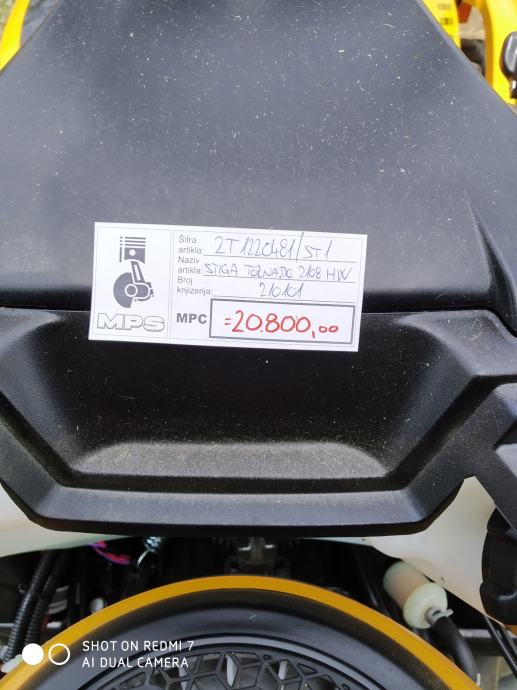 Šifra
artikla: 2T1220481/ST1
Naziv
artikla: STIGA TORNADO 2108 HW
Broj
knjiženja: 210101
MPS
MPC =20.800,00
SHOT ON REDMI 7
AI DUAL CAMERA